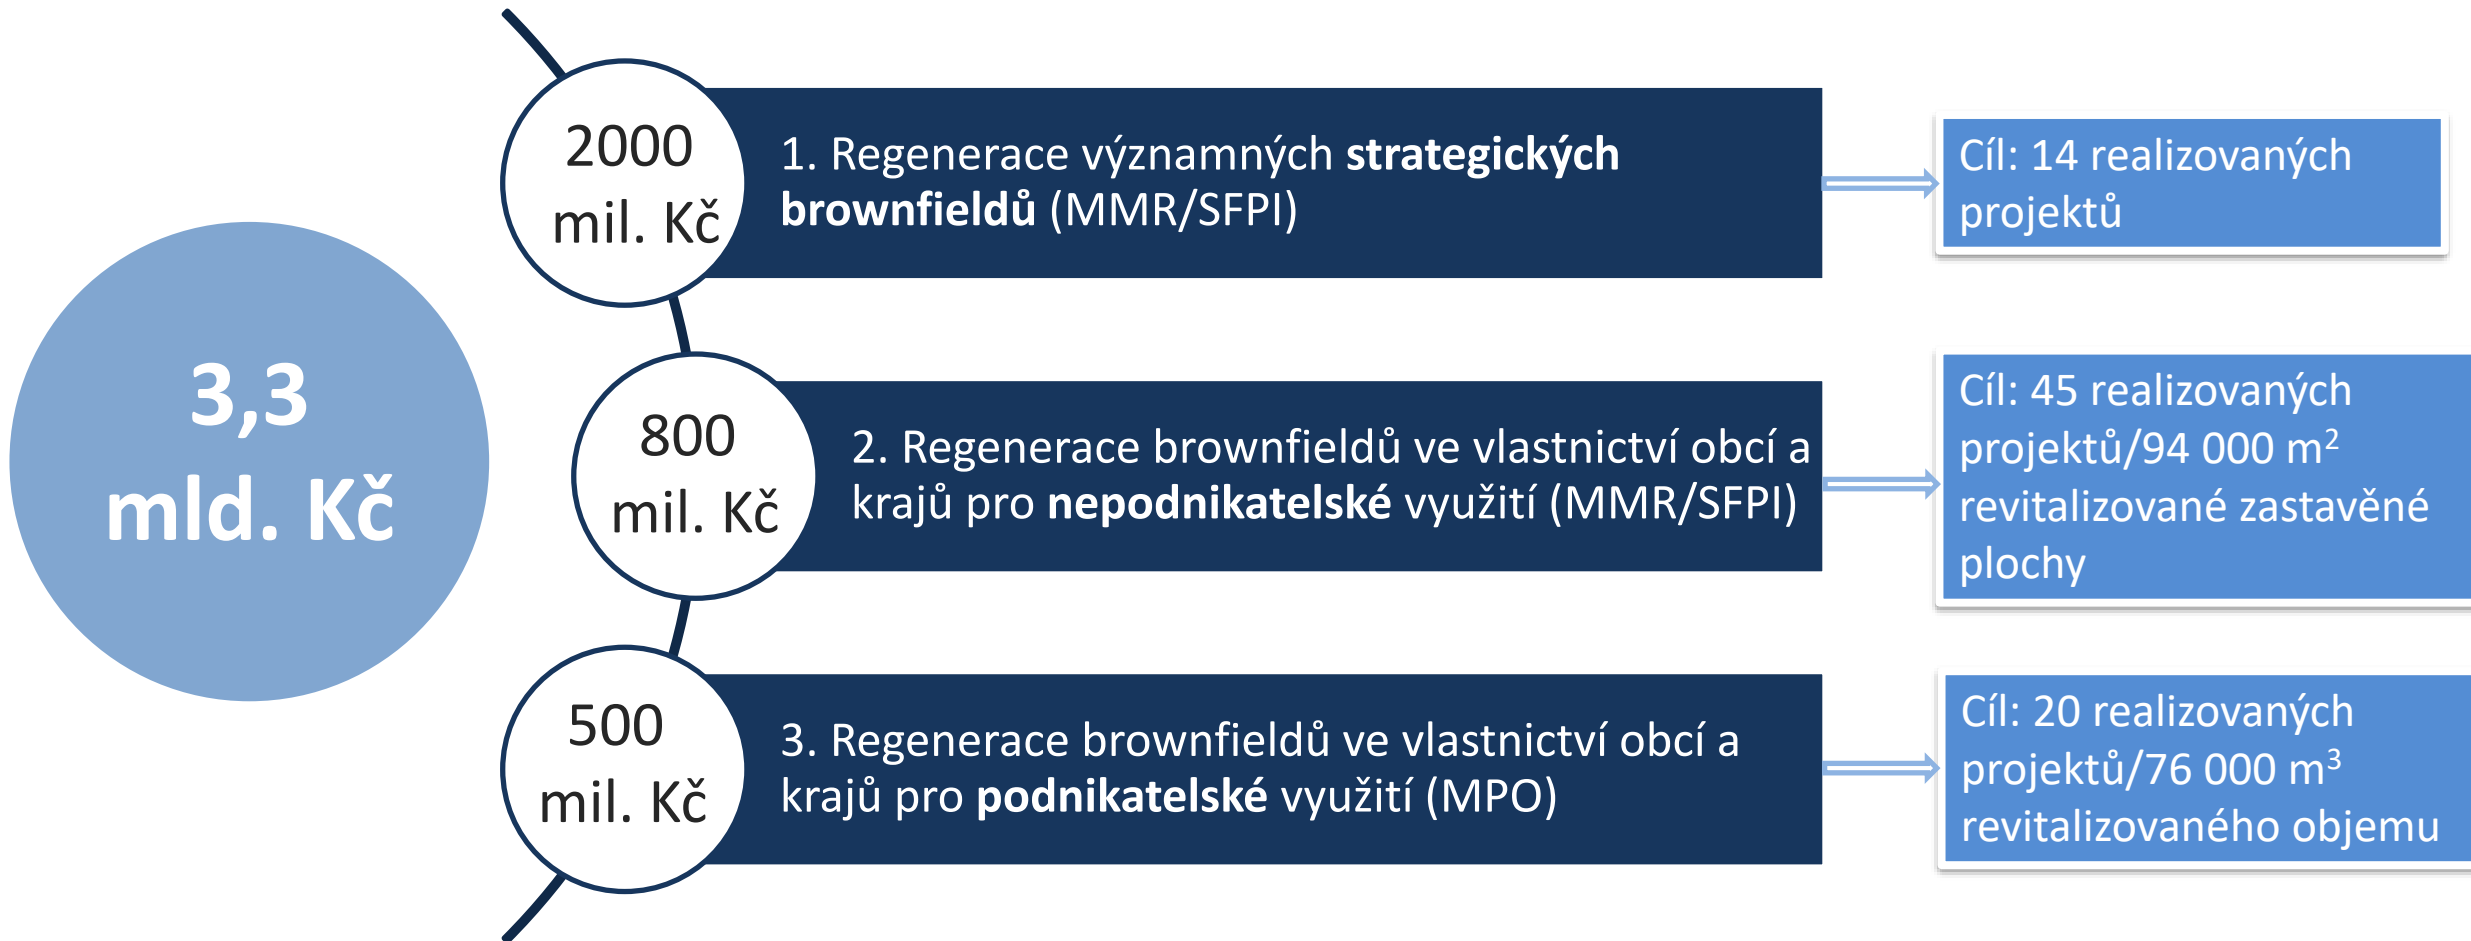 3,3
mld. Kč
2000
mil. Kč
1. Regenerace významných strategických
brownfieldů (MMR/SFPI)
Cíl: 14 realizovaných
projektů
800
mil. Kč
2. Regenerace brownfieldů ve vlastnictví obcí a
krajů pro nepodnikatelské využití (MMR/SFPI)
Cíl: 45 realizovaných
projektů/94 000 m²
revitalizované zastavěné
plochy
500
mil. Kč
3. Regenerace brownfieldů ve vlastnictví obcí a
krajů pro podnikatelské využití (MPO)
Cíl: 20 realizovaných
projektů/76 000 m³
revitalizovaného objemu